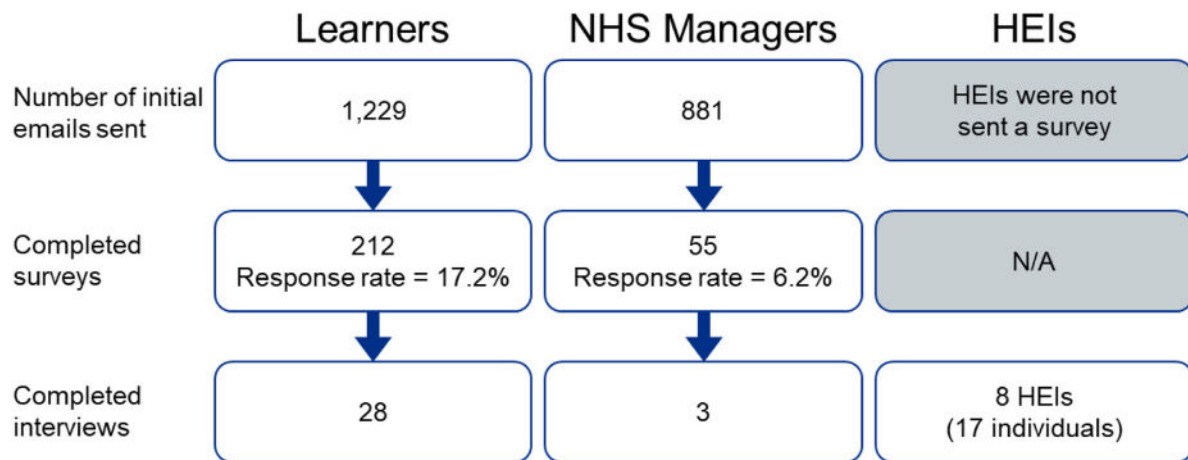 Learners
NHS Managers
HEIs
Number of initial
emails sent
1,229
881
HEIs were not
sent a survey
Completed
surveys
212
Response rate = 17.2%
55
Response rate = 6.2%
N/A
Completed
interviews
28
3
8 HEIs
(17 individuals)